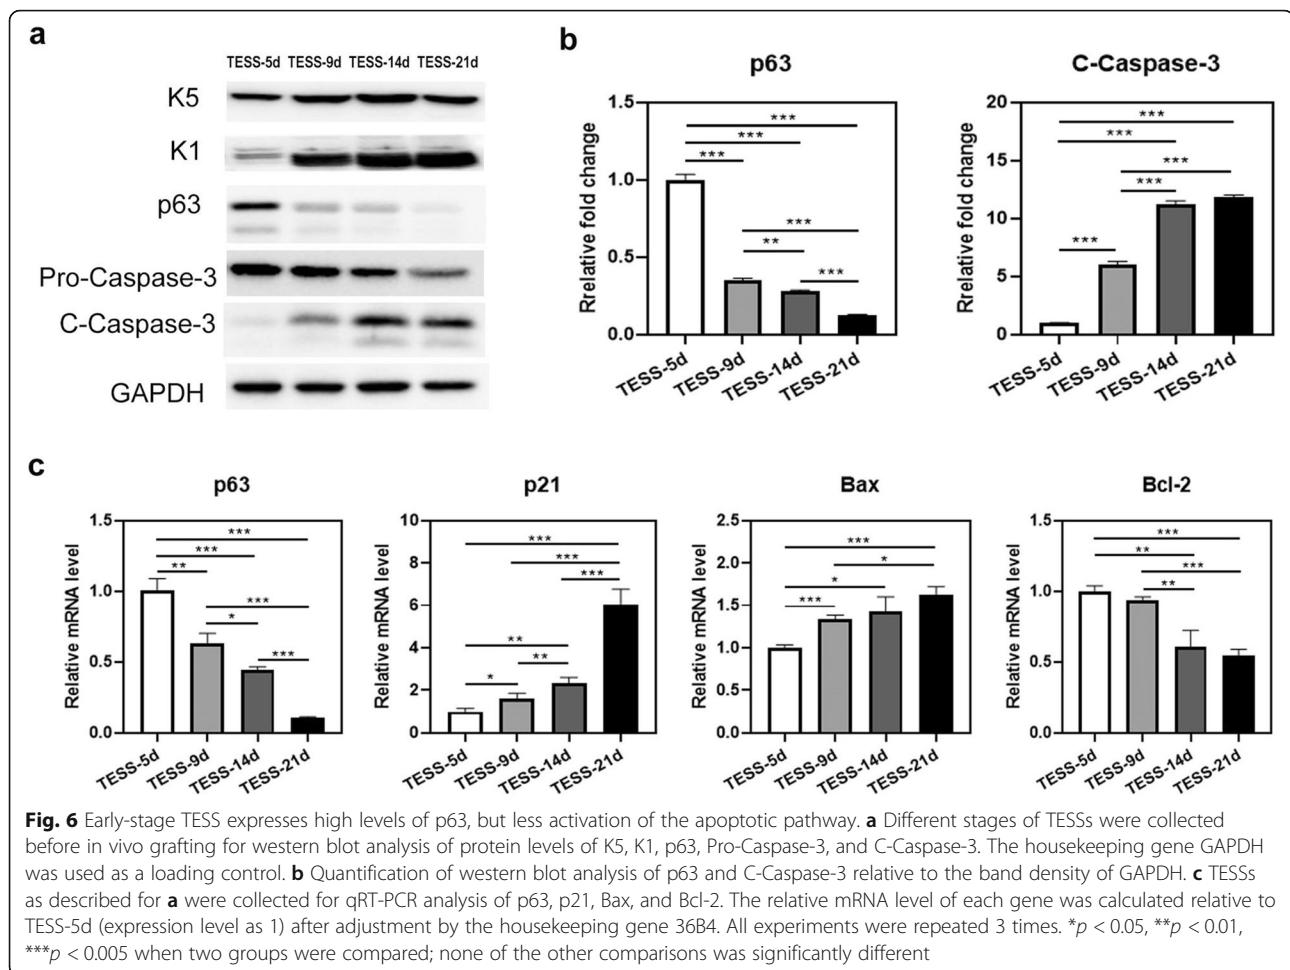 a
TESS-5d TESS-9d TESS-14d TESS-21d
K5
K1
p63
Pro-Caspase-3
C-Caspase-3
GAPDH
b
p63
Rrelative fold change
1.5
1.0
0.5
0.0
***
***
***
***
**
***
TESS-5d
TESS-9d
TESS-14d
TESS-21d
C-Caspase-3
Rrelative fold change
20
15
10
5
0
***
***
***
***
***
TESS-5d
TESS-9d
TESS-14d
TESS-21d
c
p63
Relative mRNA level
1.5
1.0
0.5
0.0
***
***
**
***
*
***
TESS-5d
TESS-9d
TESS-14d
TESS-21d
p21
Relative mRNA level
10
8
6
4
2
0
***
***
***
**
**
*
TESS-5d
TESS-9d
TESS-14d
TESS-21d
Bax
Relative mRNA level
2.5
2.0
1.5
1.0
0.5
0.0
***
*
*
***
TESS-5d
TESS-9d
TESS-14d
TESS-21d
Bcl-2
Relative mRNA level
1.5
1.0
0.5
0.0
***
**
***
**
TESS-5d
TESS-9d
TESS-14d
TESS-21d
Fig. 6 Early-stage TESS expresses high levels of p63, but less activation of the apoptotic pathway. a Different stages of TESSs were collected
before in vivo grafting for western blot analysis of protein levels of K5, K1, p63, Pro-Caspase-3, and C-Caspase-3. The housekeeping gene GAPDH
was used as a loading control. b Quantification of western blot analysis of p63 and C-Caspase-3 relative to the band density of GAPDH. c TESSs
as described for a were collected for qRT-PCR analysis of p63, p21, Bax, and Bcl-2. The relative mRNA level of each gene was calculated relative to
TESS-5d (expression level as 1) after adjustment by the housekeeping gene 36B4. All experiments were repeated 3 times. *p < 0.05, **p < 0.01,
***p < 0.005 when two groups were compared; none of the other comparisons was significantly different